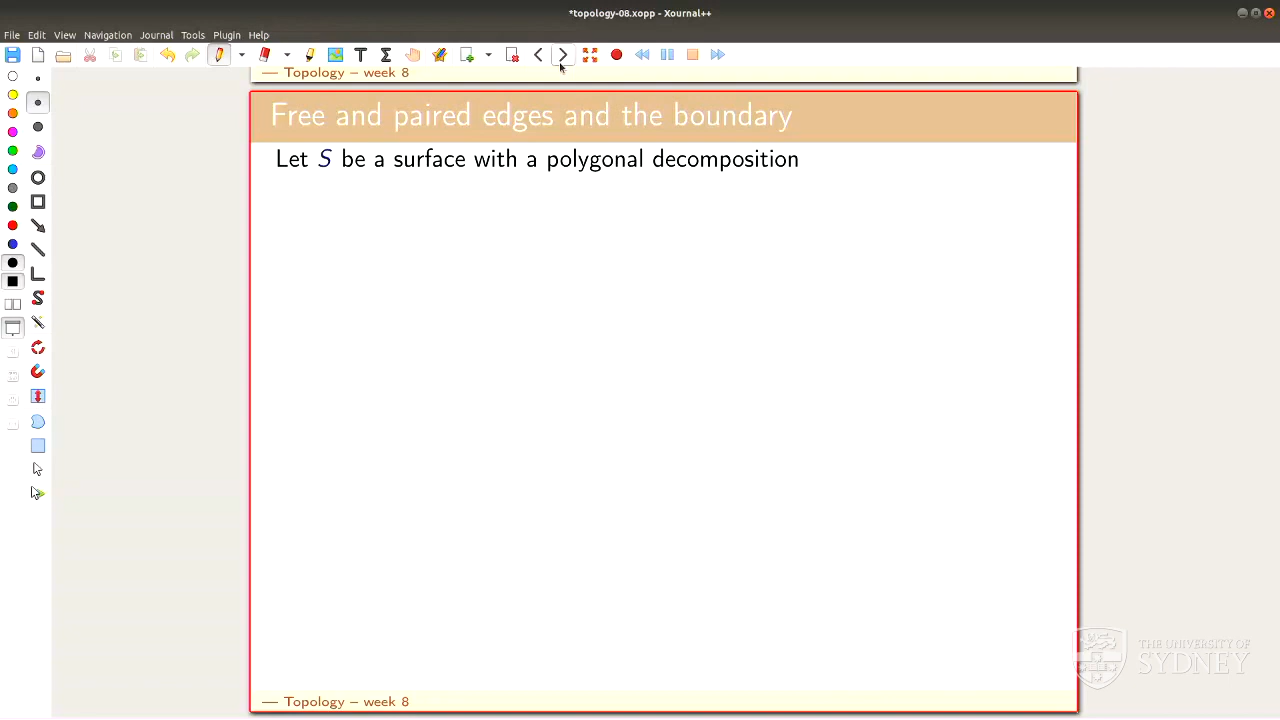 *topology-08.xopp - Xournal++
File Edit View Navigation Journal Tools Plugin Help
— Topology – week 8
Free and paired edges and the boundary
Let S be a surface with a polygonal decomposition
THE UNIVERSITY OF
SYDNEY
— Topology – week 8